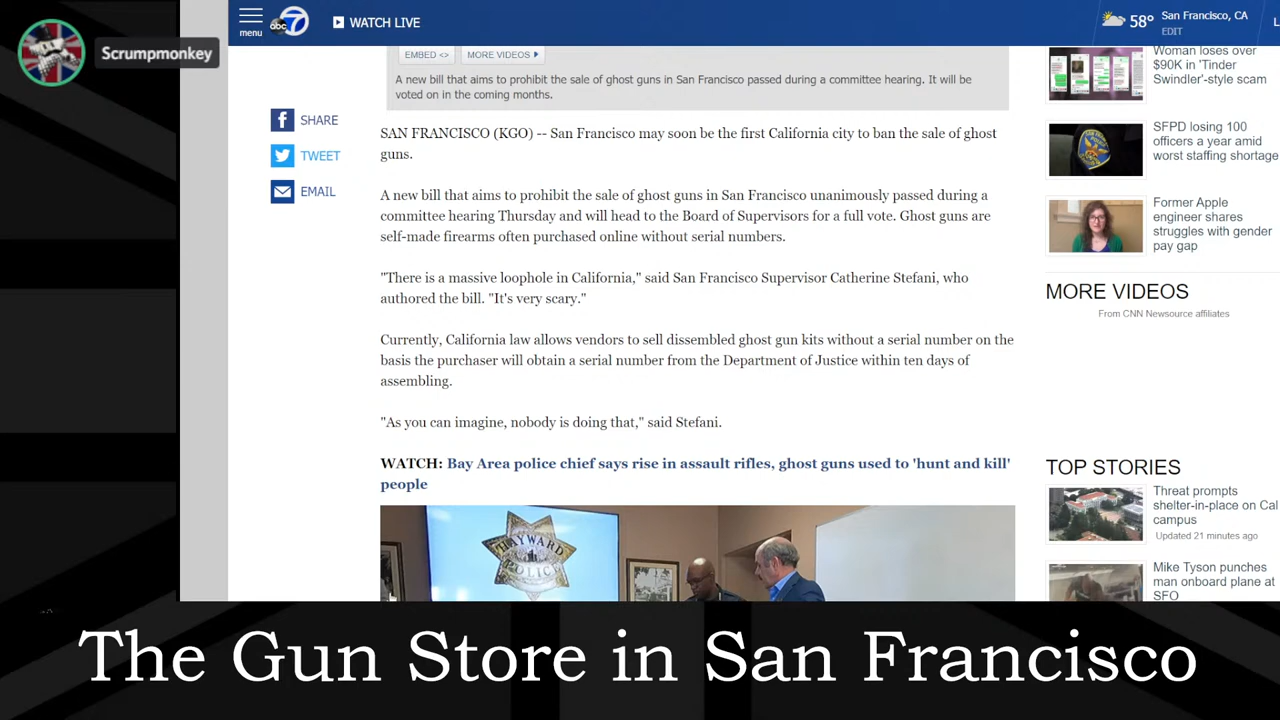 Scrumpmonkey
menu
abc 7
WATCH LIVE
58°
San Francisco, CA
EDIT
EMBED <>
MORE VIDEOS
A new bill that aims to prohibit the sale of ghost guns in San Francisco passed during a committee hearing. It will
be voted on in the coming months.
SHARE
TWEET
EMAIL
SAN FRANCISCO (KGO) -- San Francisco may soon be the first California city to ban the sale of ghost
guns.
A new bill that aims to prohibit the sale of ghost guns in San Francisco unanimously passed during a
committee hearing Thursday and will head to the Board of Supervisors for a full vote. Ghost guns are
self-made firearms often purchased online without serial numbers.
"There is a massive loophole in California," said San Francisco Supervisor Catherine Stefani, who
authored the bill. "It's very scary."
Currently, California law allows vendors to sell dissembled ghost gun kits without a serial number on the
basis the purchaser will obtain a serial number from the Department of Justice within ten days of
assembling.
"As you can imagine, nobody is doing that," said Stefani.
WATCH: Bay Area police chief says rise in assault rifles, ghost guns used to 'hunt and kill'
people
HAYWARD
POLICE
Woman loses over
$90K in 'Tinder
Swindler'-style scam
SFPD losing 100
officers a year amid
worst staffing shortage
Former Apple
engineer shares
struggles with gender
pay gap
MORE VIDEOS
From CNN Newsource affiliates
TOP STORIES
Threat prompts
shelter-in-place on Cal
campus
Updated 21 minutes ago
Mike Tyson punches
man onboard plane at
SFO
The Gun Store in San Francisco